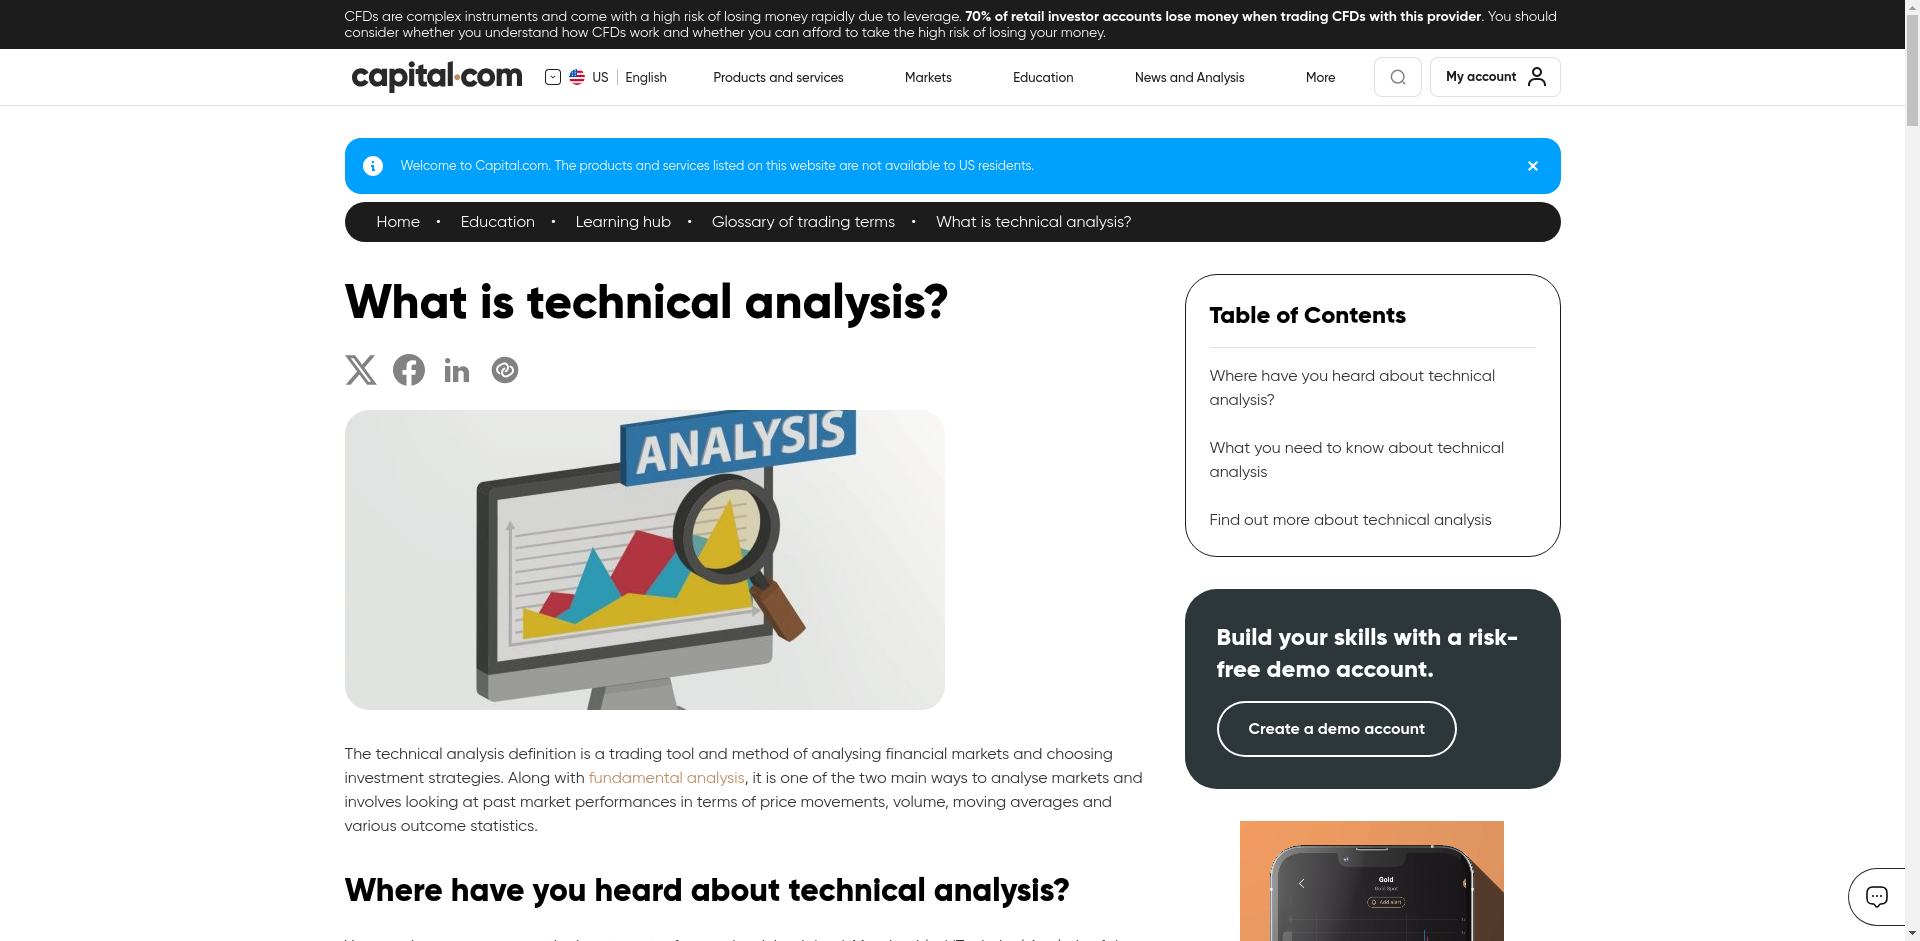 CFDs are complex instruments and come with a high risk of losing money rapidly due to leverage. 70% of retail investor accounts lose money when trading CFDs with this provider. You should
consider whether you understand how CFDs work and whether you can afford to take the high risk of losing your money.
capital.com
US
English
Products and services
Markets
Education
News and Analysis
More
My account
Welcome to Capital.com. The products and services listed on this website are not available to US residents.
Home • Education • Learning hub • Glossary of trading terms • What is technical analysis?
What is technical analysis?
ANALYSIS
The technical analysis definition is a trading tool and method of analysing financial markets and choosing
investment strategies. Along with fundamental analysis, it is one of the two main ways to analyse markets and
involves looking at past market performances in terms of price movements, volume, moving averages and
various outcome statistics.
Where have you heard about technical analysis?
Table of Contents
Where have you heard about technical
analysis?
What you need to know about technical
analysis
Find out more about technical analysis
Build your skills with a risk-
free demo account.
Create a demo account
Gold
Gold Spot
Add alert